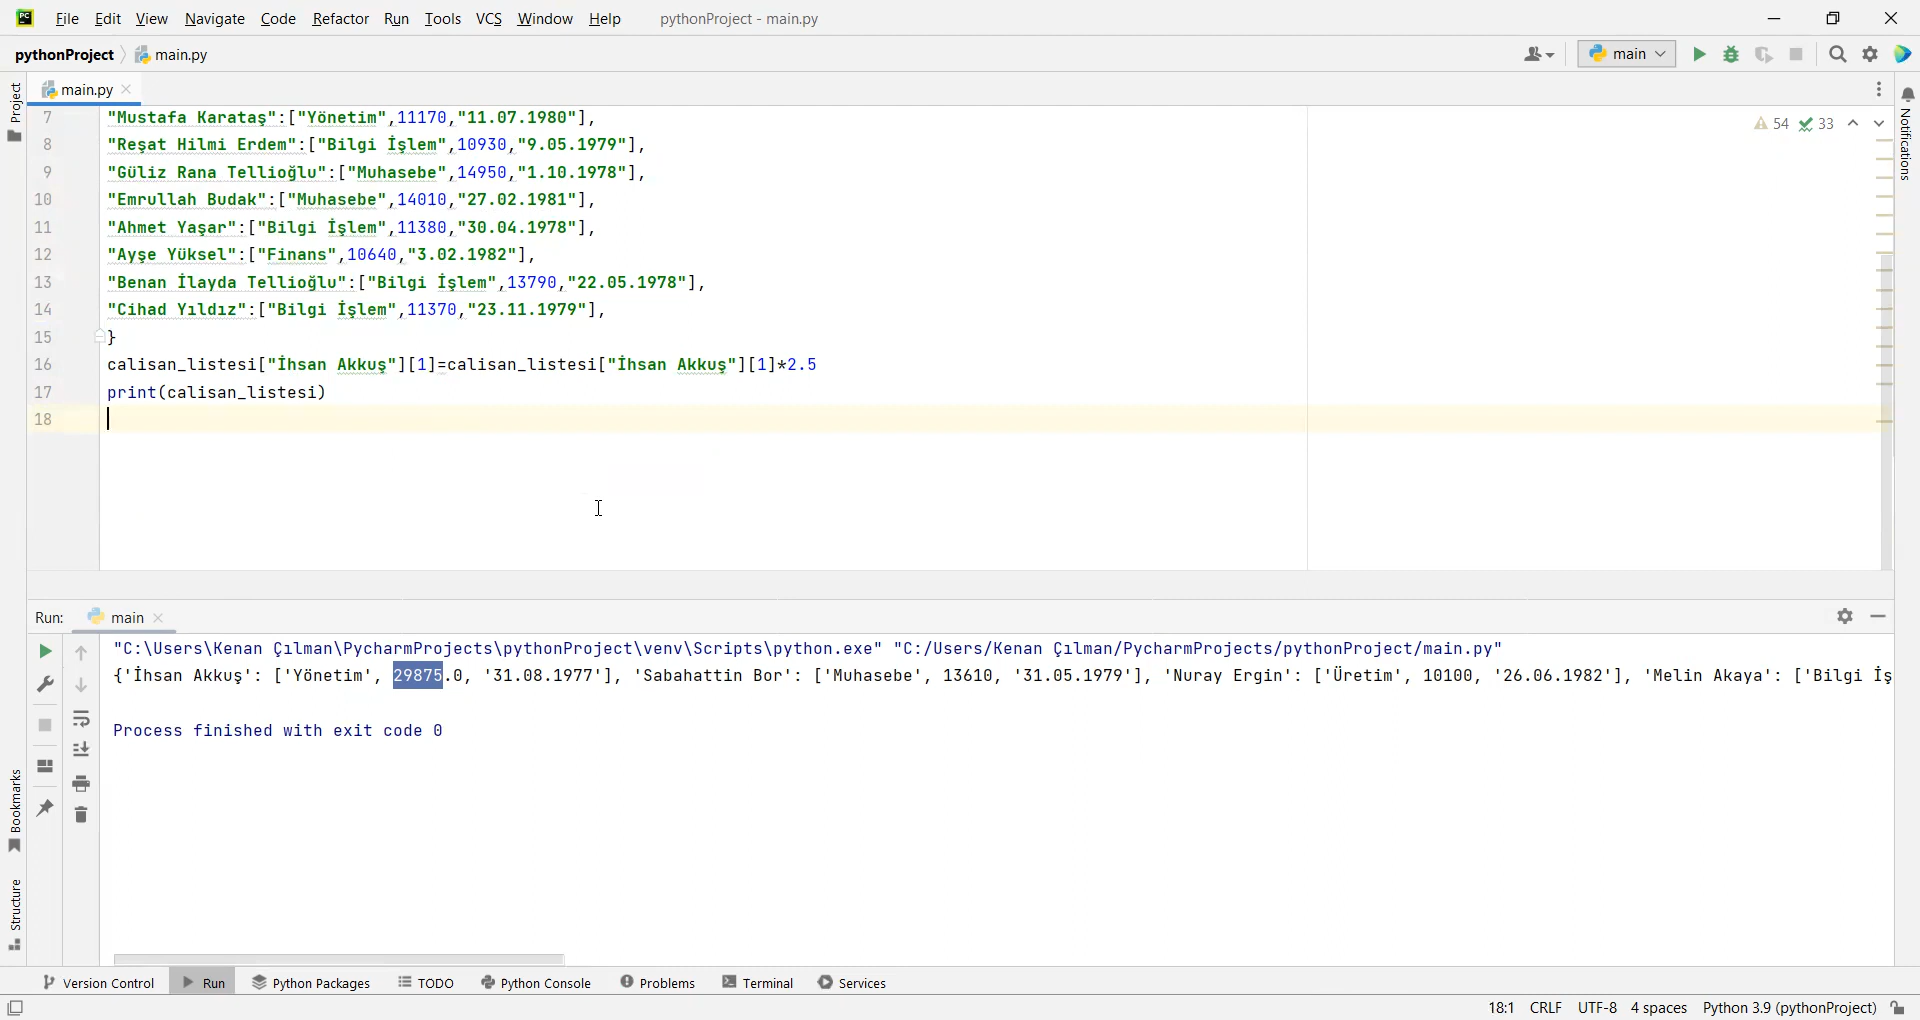 File Edit View Navigate Code Refactor Run Tools VCS Window Help pythonProject - main.py
pythonProject main.py main
main.py
54 33
7 "Mustafa Karataş":["Yönetim",11170,"11.07.1980"],
8 "Reşat Hilmi Erdem":["Bilgi İşlem",10930,"9.05.1979"],
9 "Güliz Rana Tellioğlu":["Muhasebe",14950,"1.10.1978"],
10 "Emrullah Budak":["Muhasebe",14010,"27.02.1981"],
11 "Ahmet Yaşar":["Bilgi İşlem",11380,"30.04.1978"],
12 "Ayşe Yüksel":["Finans",10640,"3.02.1982"],
13 "Benan İlayda Tellioğlu":["Bilgi İşlem",13790,"22.05.1978"],
14 "Cihad Yıldız":["Bilgi İşlem",11370,"23.11.1979"],
15 }
16 calisan_listesi["İhsan Akkuş"][1]=calisan_listesi["İhsan Akkuş"][1]*2.5
17 print(calisan_listesi)
18
Project
Bookmarks
Structure
Notifications
Run: main
"C:\Users\Kenan Çılman\PycharmProjects\pythonProject\venv\Scripts\python.exe" "C:/Users/Kenan Çılman/PycharmProjects/pythonProject/main.py"
{'İhsan Akkuş': ['Yönetim', 29875.0, '31.08.1977'], 'Sabahattin Bor': ['Muhasebe', 13610, '31.05.1979'], 'Nuray Ergin': ['Üretim', 10100, '26.06.1982'], 'Melin Akaya': ['Bilgi İş
Process finished with exit code 0
Version Control Run Python Packages TODO Python Console Problems Terminal Services
18:1 CRLF UTF-8 4 spaces Python 3.9 (pythonProject)